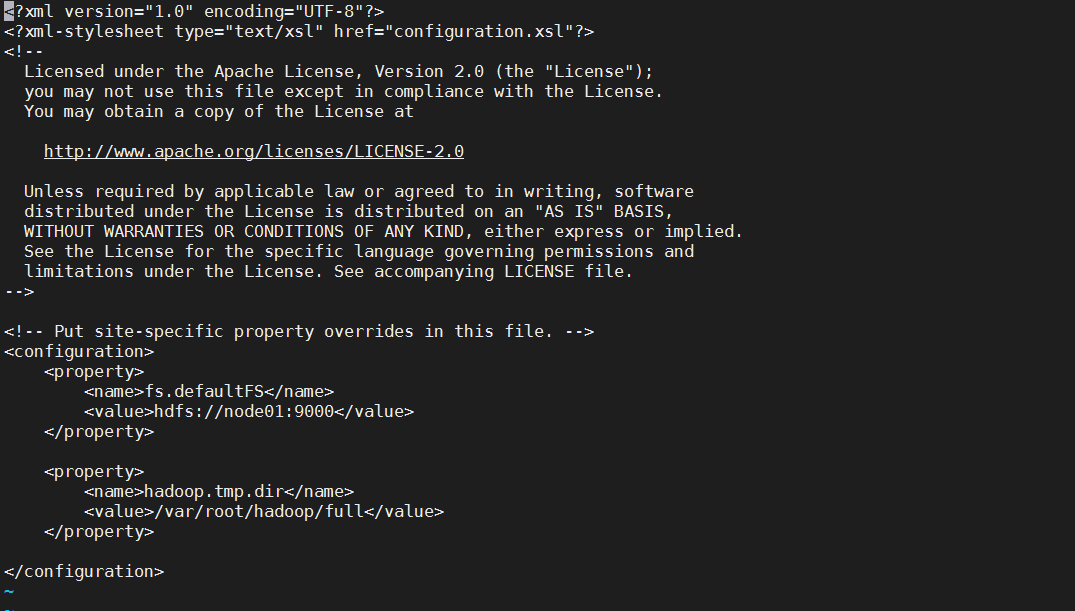 <?xml version="1.0" encoding="UTF-8"?>
<?xml-stylesheet type="text/xsl" href="configuration.xsl"?>
<!--
  Licensed under the Apache License, Version 2.0 (the "License");
  you may not use this file except in compliance with the License.
  You may obtain a copy of the License at

    http://www.apache.org/licenses/LICENSE-2.0

  Unless required by applicable law or agreed to in writing, software
  distributed under the License is distributed on an "AS IS" BASIS,
  WITHOUT WARRANTIES OR CONDITIONS OF ANY KIND, either express or implied.
  See the License for the specific language governing permissions and
  limitations under the License. See accompanying LICENSE file.
-->

<!-- Put site-specific property overrides in this file. -->
<configuration>
    <property>
        <name>fs.defaultFS</name>
        <value>hdfs://node01:9000</value>
    </property>

    <property>
        <name>hadoop.tmp.dir</name>
        <value>/var/root/hadoop/full</value>
    </property>

</configuration>
~
~